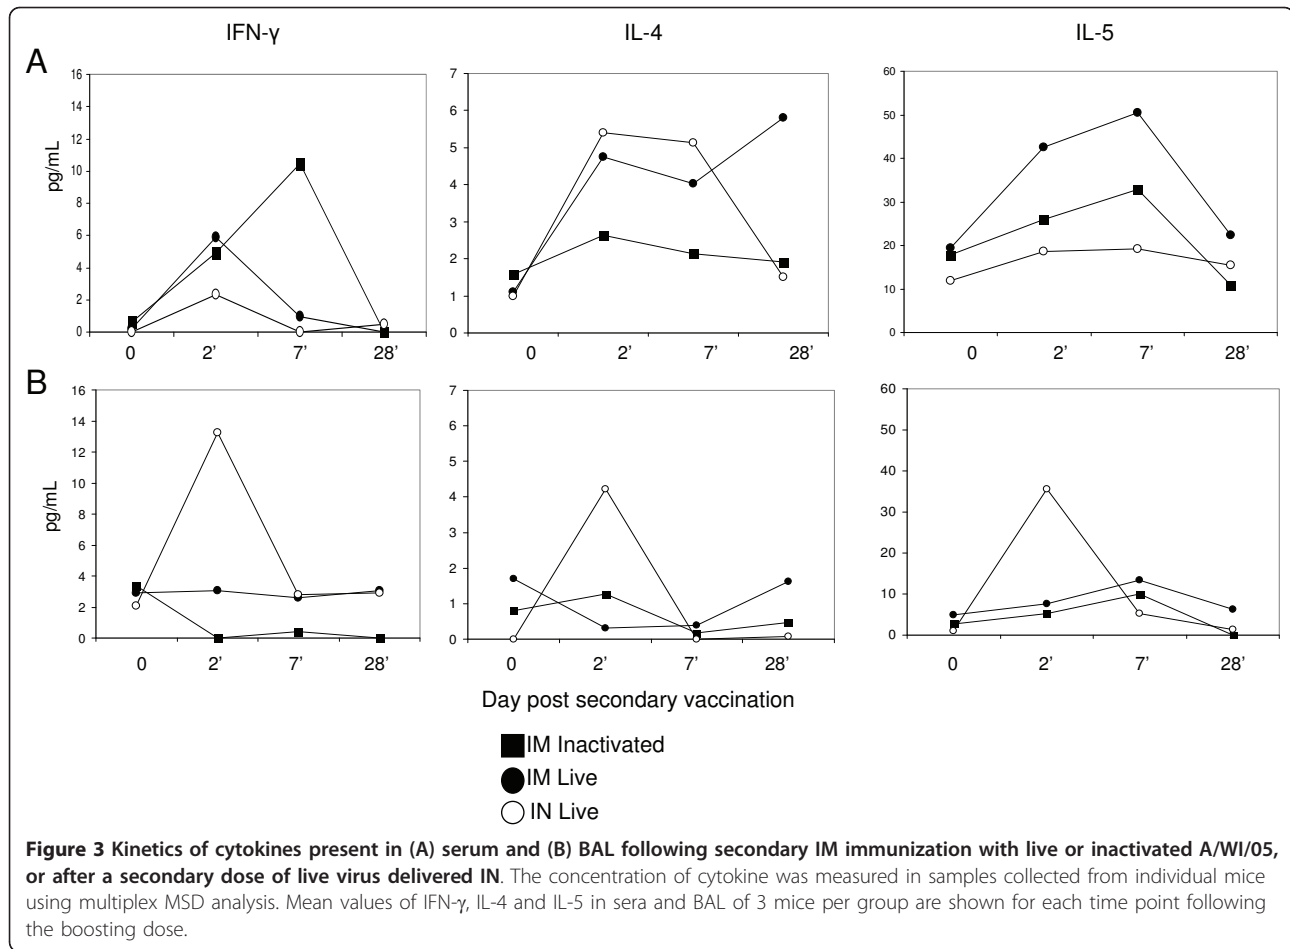 IFN-γ IL-4 IL-5
A
16
14
12
10
8
6
4
2
0
pg/mL
0 2’ 7’ 28’
7
6
5
4
3
2
1
0
0 2’ 7’ 28’
60
50
40
30
20
10
0
0 2’ 7’ 28’
B
16
14
12
10
8
6
4
2
0
pg/mL
0 2’ 7’ 28’
7
6
5
4
3
2
1
0
0 2’ 7’ 28’
60
50
40
30
20
10
0
0 2’ 7’ 28’
Day post secondary vaccination
IM Inactivated
IM Live
IN Live
Figure 3 Kinetics of cytokines present in (A) serum and (B) BAL following secondary IM immunization with live or inactivated A/WI/05,
or after a secondary dose of live virus delivered IN. The concentration of cytokine was measured in samples collected from individual mice
using multiplex MSD analysis. Mean values of IFN-γ, IL-4 and IL-5 in sera and BAL of 3 mice per group are shown for each time point following
the boosting dose.